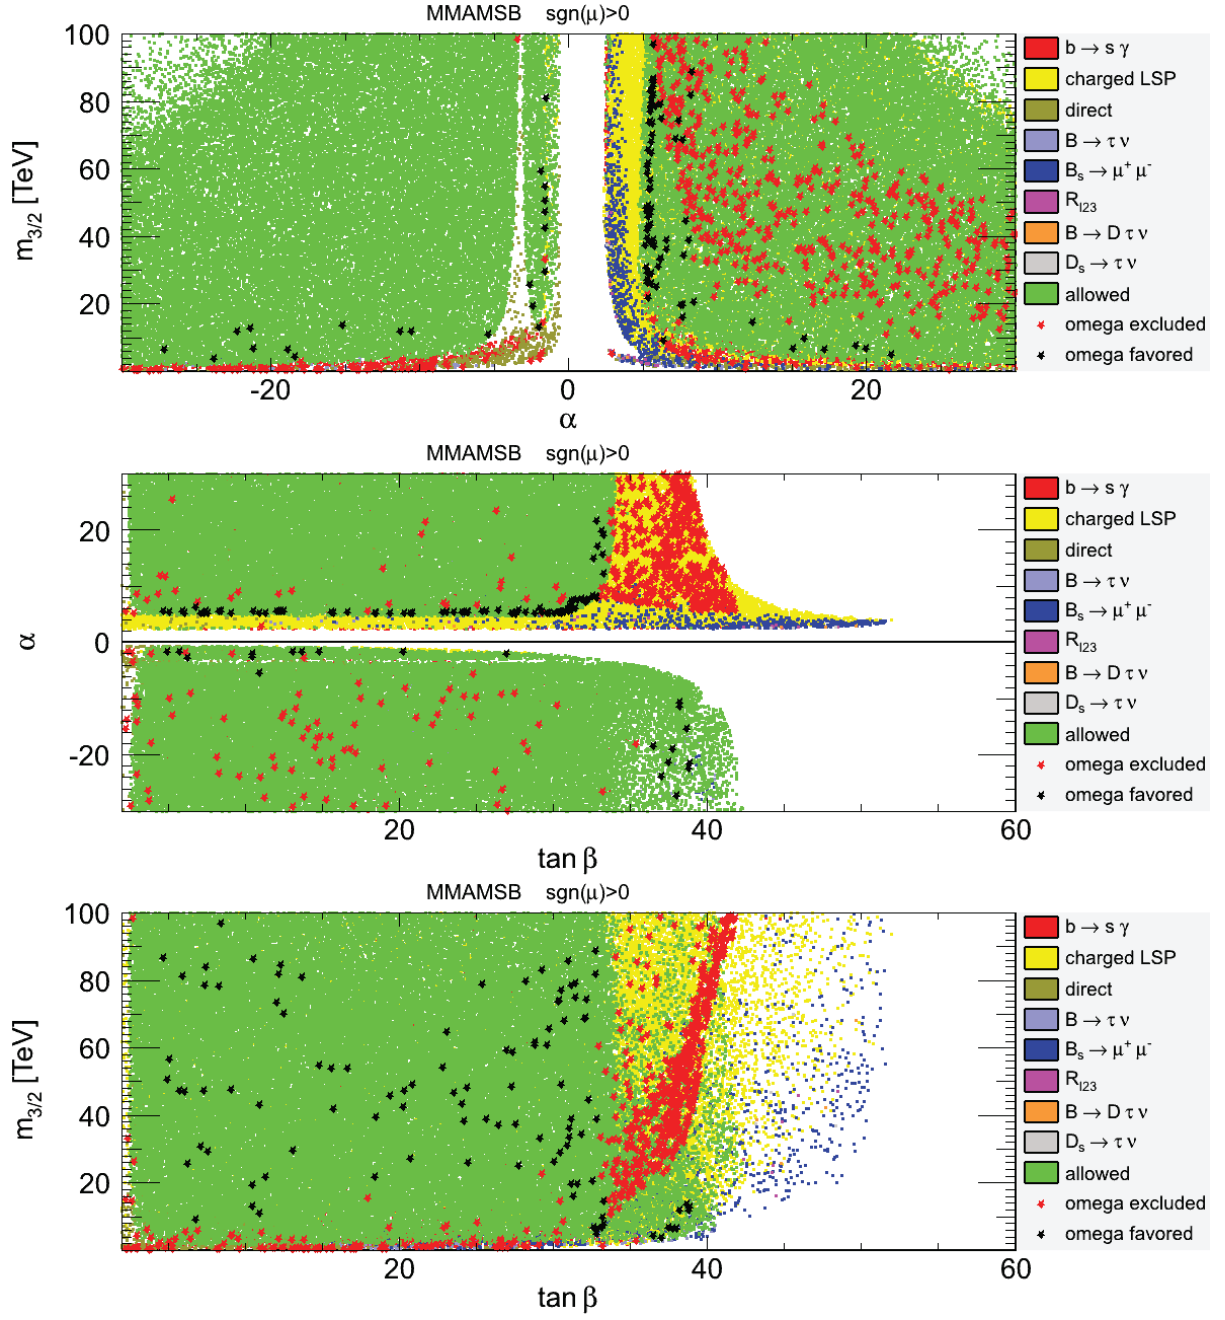 MMAMSB sgn(μ)>0
100
80
60
40
20
m3/2 [TeV]
-20
0
20
α
b → s γ
charged LSP
direct
B → τ ν
Bs → μ+ μ-
Rl23
B → D τ ν
Ds → τ ν
allowed
omega excluded
omega favored
MMAMSB sgn(μ)>0
20
0
-20
α
20
40
60
tan β
b → s γ
charged LSP
direct
B → τ ν
Bs → μ+ μ-
Rl23
B → D τ ν
Ds → τ ν
allowed
omega excluded
omega favored
MMAMSB sgn(μ)>0
100
80
60
40
20
m3/2 [TeV]
20
40
60
tan β
b → s γ
charged LSP
direct
B → τ ν
Bs → μ+ μ-
Rl23
B → D τ ν
Ds → τ ν
allowed
omega excluded
omega favored